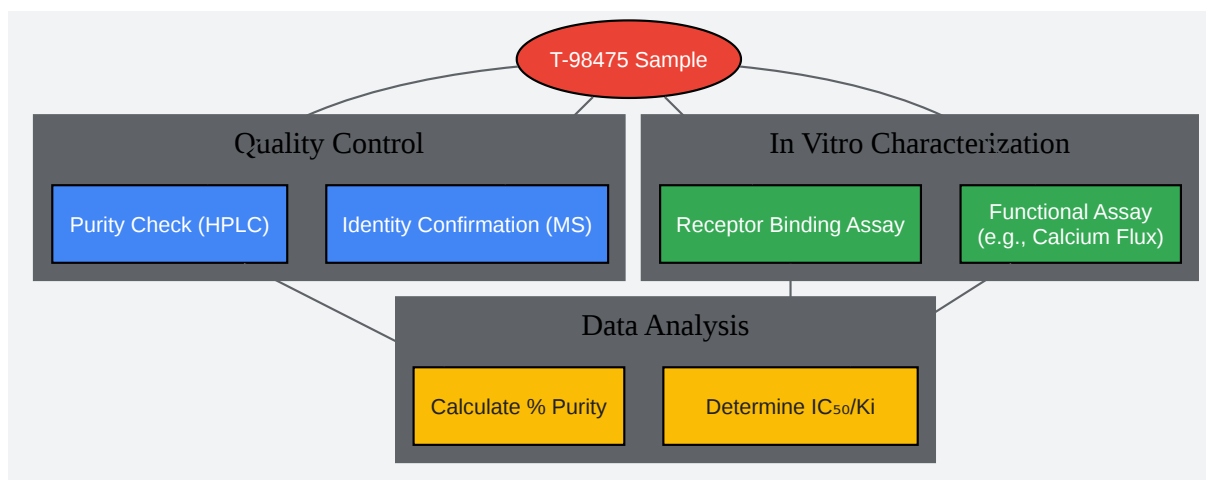 T-98475 Sample
Quality Control
In Vitro Characterization
Purity Check (HPLC)
Identity Confirmation (MS)
Receptor Binding Assay
Functional Assay
(e.g., Calcium Flux)
Data Analysis
Calculate % Purity
Determine IC₅₀/Ki